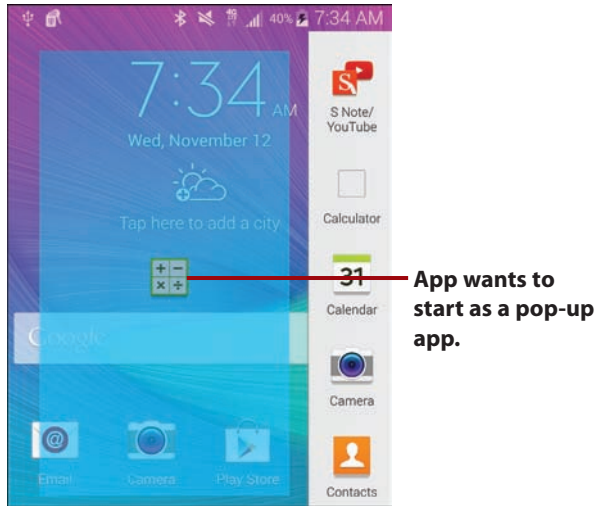 40% 7:34 AM
7:34 AM
Wed, November 12
Tap here to add a city
Google
Email
Camera
Play Store
S Note/
YouTube
Calculator
31
Calendar
Camera
Contacts
App wants to
start as a pop-up
app.